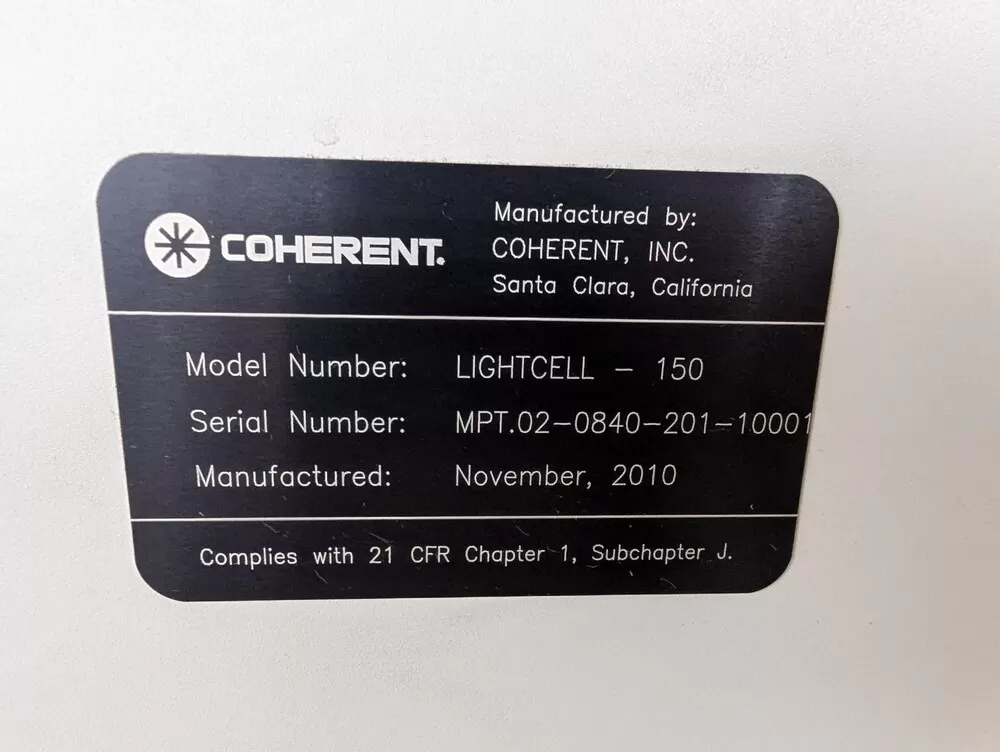 COHERENT.
Manufactured by:
COHERENT, INC.
Santa Clara, California
Model Number: LIGHTCELL - 150
Serial Number: MPT.02-0840-201-10001
Manufactured: November, 2010
Complies with 21 CFR Chapter 1, Subchapter J.